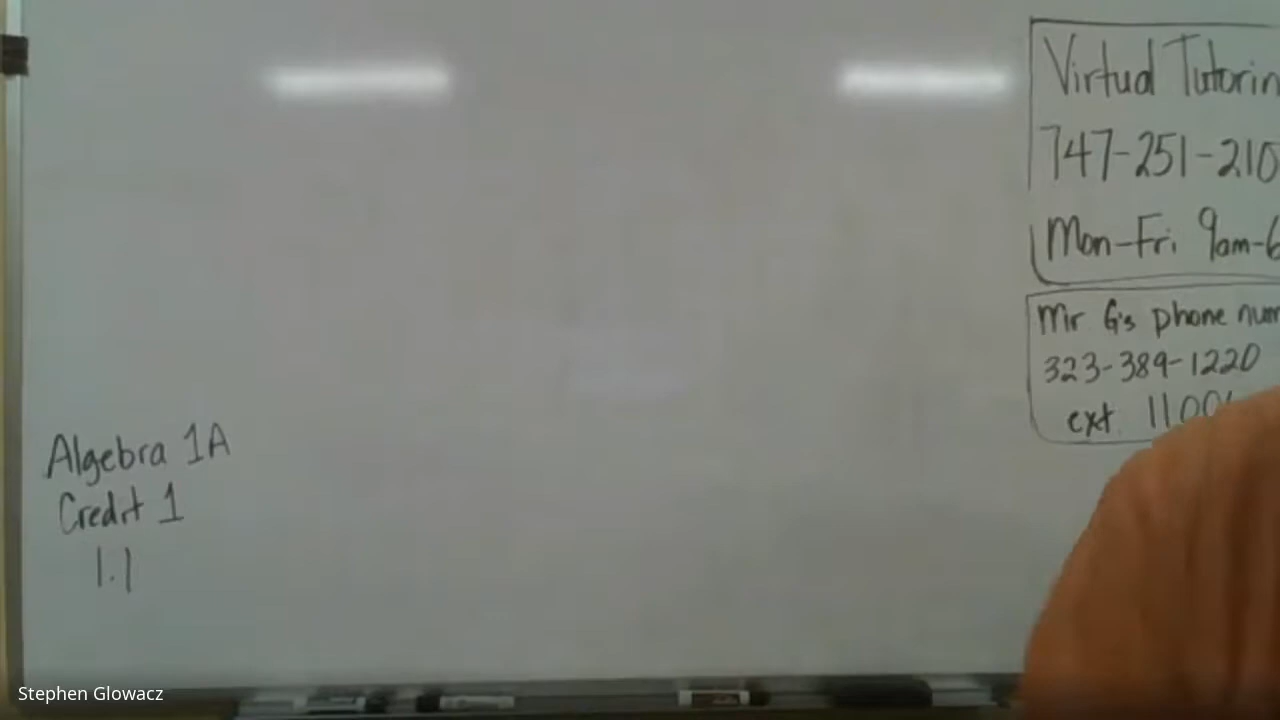 Virtual Tutorin
747-251-210
Mon-Fri 9am-6
Mr G's phone num
323-389-1220
ext. 1100
Algebra 1A
Credit 1
1.1
Stephen Glowacz